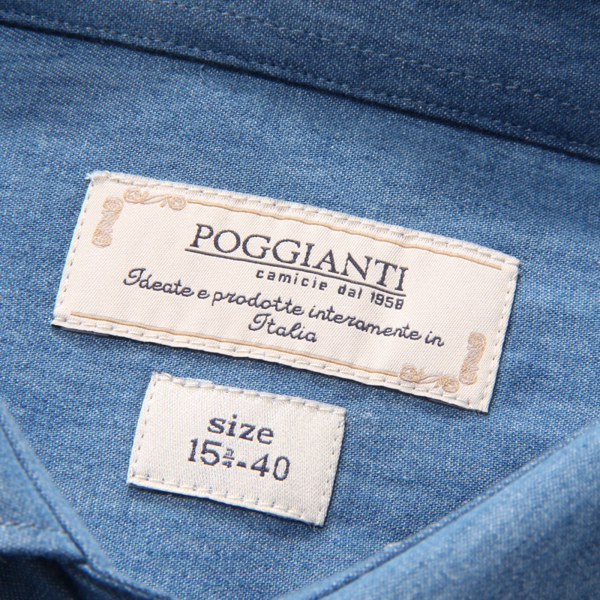 POGGIANTI
camicie dal 1958
Ideate e prodotte interamente in
Italia
size
15¾-40